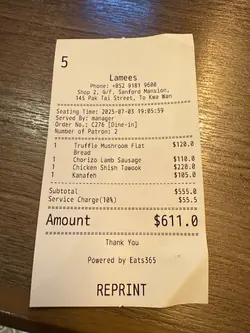 5
Lamees
Phone: +852 9181 9600
Shop 2, G/F, Sanford Mansion,
145 Pak Tai Street, To Kwa Wan
Seating Time: 2025-07-03 19:05:59
Served By: manager
Order No.: C276 [Dine-in]
Number of Patron: 2
1 Truffle Mushroom Flat $120.0
Bread
1 Chorizo Lamb Sausage $110.0
1 Chicken Shish Tawook $220.0
1 Kanafeh $105.0
Subtotal $555.0
Service Charge(10%) $55.5
Amount $611.0
Thank You
Powered by Eats365
REPRINT